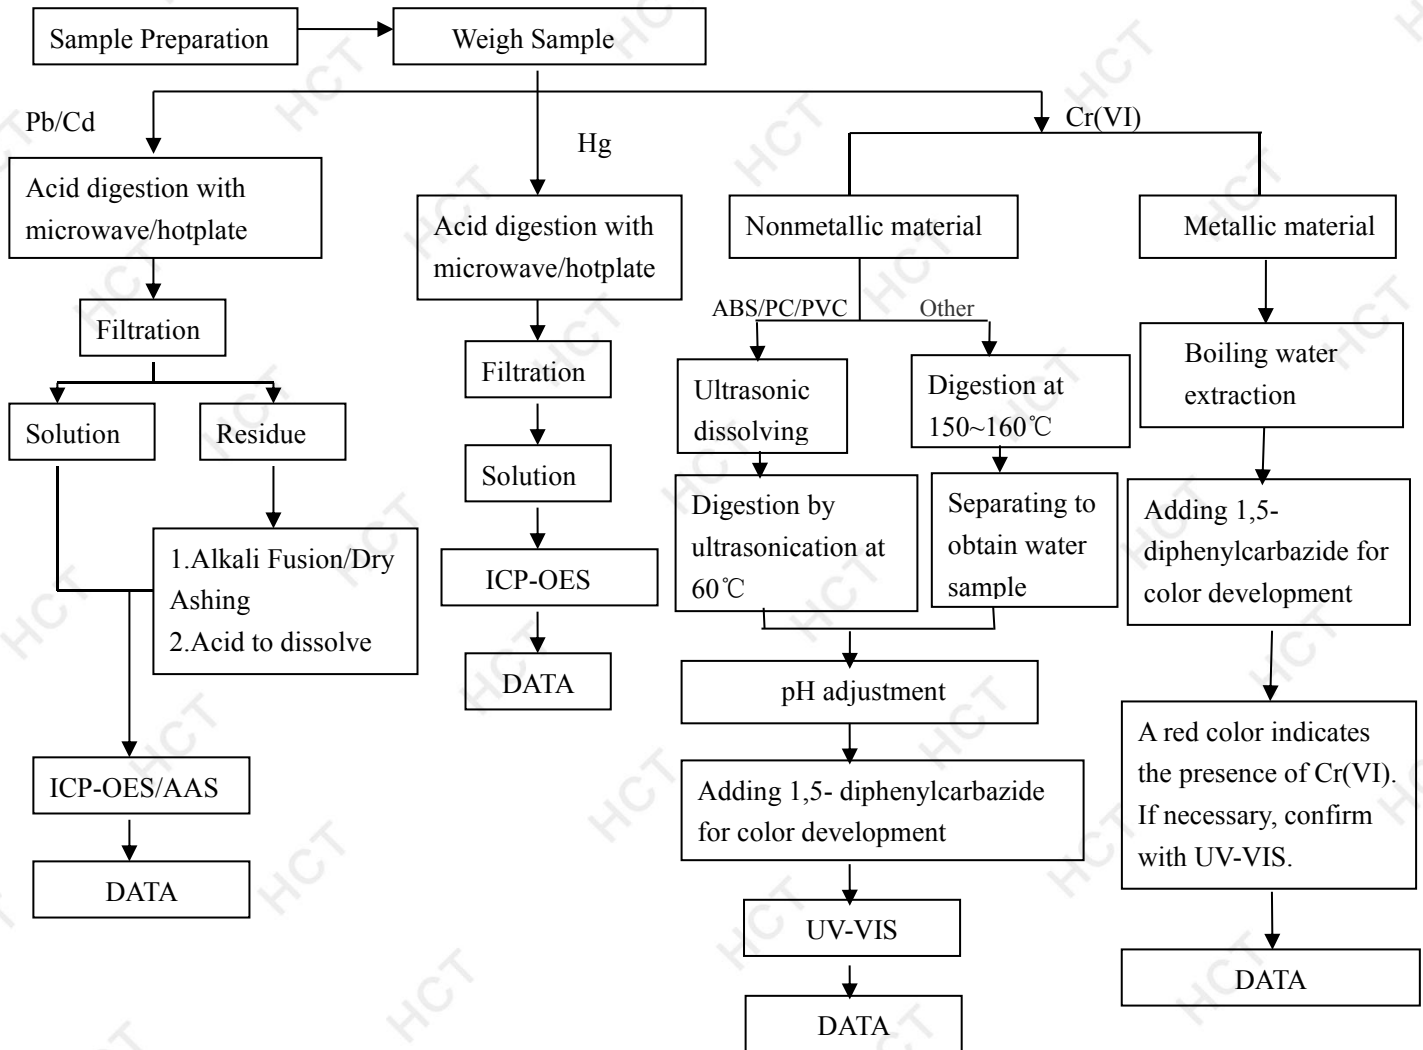 Sample Preparation
Weigh Sample
Pb/Cd
Hg
Cr(VI)
Acid digestion with
microwave/hotplate
Filtration
Solution
Residue
1.Alkali Fusion/Dry
Ashing
2.Acid to dissolve
ICP-OES/AAS
DATA
Acid digestion with
microwave/hotplate
Filtration
Solution
ICP-OES
DATA
Nonmetallic material
ABS/PC/PVC
Other
Ultrasonic
dissolving
Digestion by
ultrasonication at
60℃
Digestion at
150~160℃
Separating to
obtain water
sample
pH adjustment
Adding 1,5- diphenylcarbazide
for color development
UV-VIS
DATA
Metallic material
Boiling water
extraction
Adding 1,5-
diphenylcarbazide for
color development
A red color indicates
the presence of Cr(VI).
If necessary, confirm
with UV-VIS.
DATA
HCT